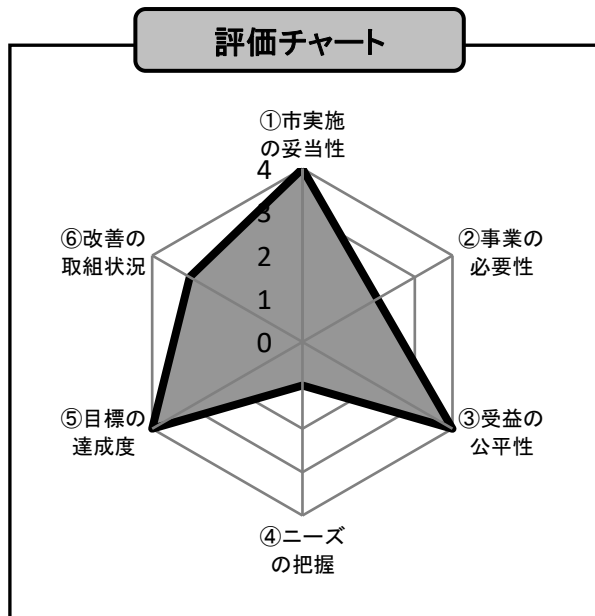 評価チャート
①市実施
の妥当性
4
3
2
1
0
②事業の
必要性
③受益の
公平性
④ニーズ
の把握
⑤目標の
達成度
⑥改善の
取組状況